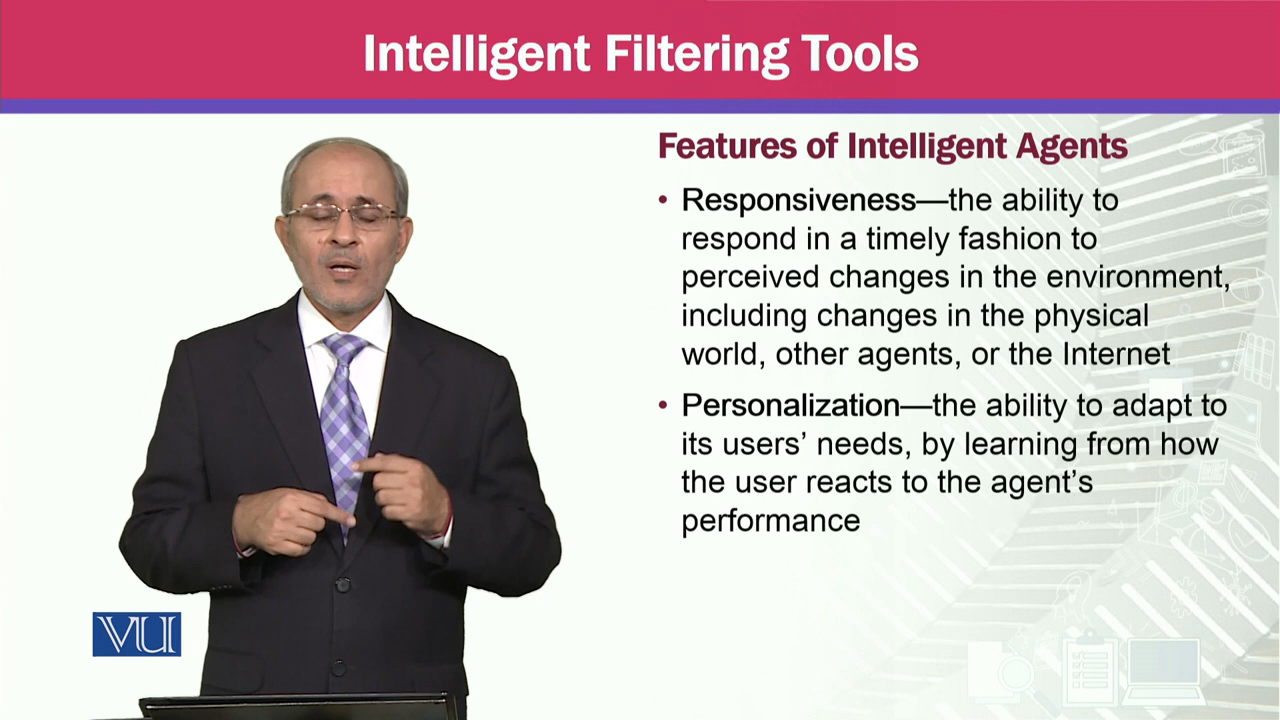 Intelligent Filtering Tools
Features of Intelligent Agents
• Responsiveness—the ability to
respond in a timely fashion to
perceived changes in the environment,
including changes in the physical
world, other agents, or the Internet
• Personalization—the ability to adapt to
its users’ needs, by learning from how
the user reacts to the agent’s
performance
VU